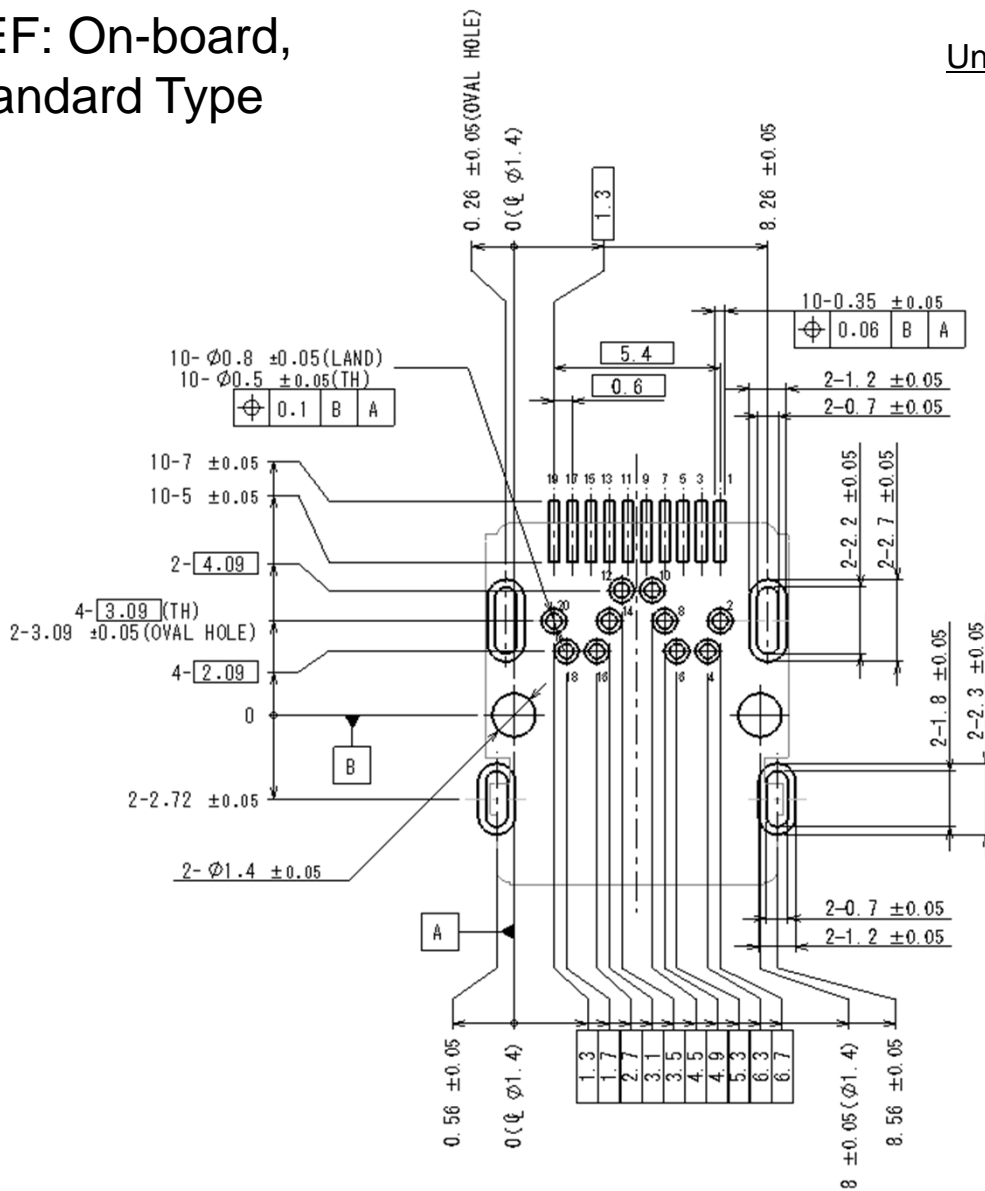 EF: On-board,
andard Type
Un
0.26 ±0.05(OVAL HOLE)
0(℄ ∅1.4)
1.3
8.26 ±0.05
10-0.35 ±0.05
0.06 B A
10-∅0.8 ±0.05(LAND)
10-∅0.5 ±0.05(TH)
0.1 B A
5.4
0.6
2-1.2 ±0.05
2-0.7 ±0.05
10-7 ±0.05
10-5 ±0.05
2-2.2 ±0.05
2-2.7 ±0.05
19 17 15 13 11 9 7 5 3 1
2-4.09
12 10
4-3.09(TH)
2-3.09 ±0.05(OVAL HOLE)
20 14 8 2
4-2.09
18 16 6 4
0
B
2-1.8 ±0.05
2-2.3 ±0.05
2-2.72 ±0.05
2-∅1.4 ±0.05
A
2-0.7 ±0.05
2-1.2 ±0.05
0.56 ±0.05
0(℄ ∅1.4)
1.3
1.7
2.7
3.1
3.5
4.5
4.9
5.3
6.3
6.7
8 ±0.05(∅1.4)
8.56 ±0.05